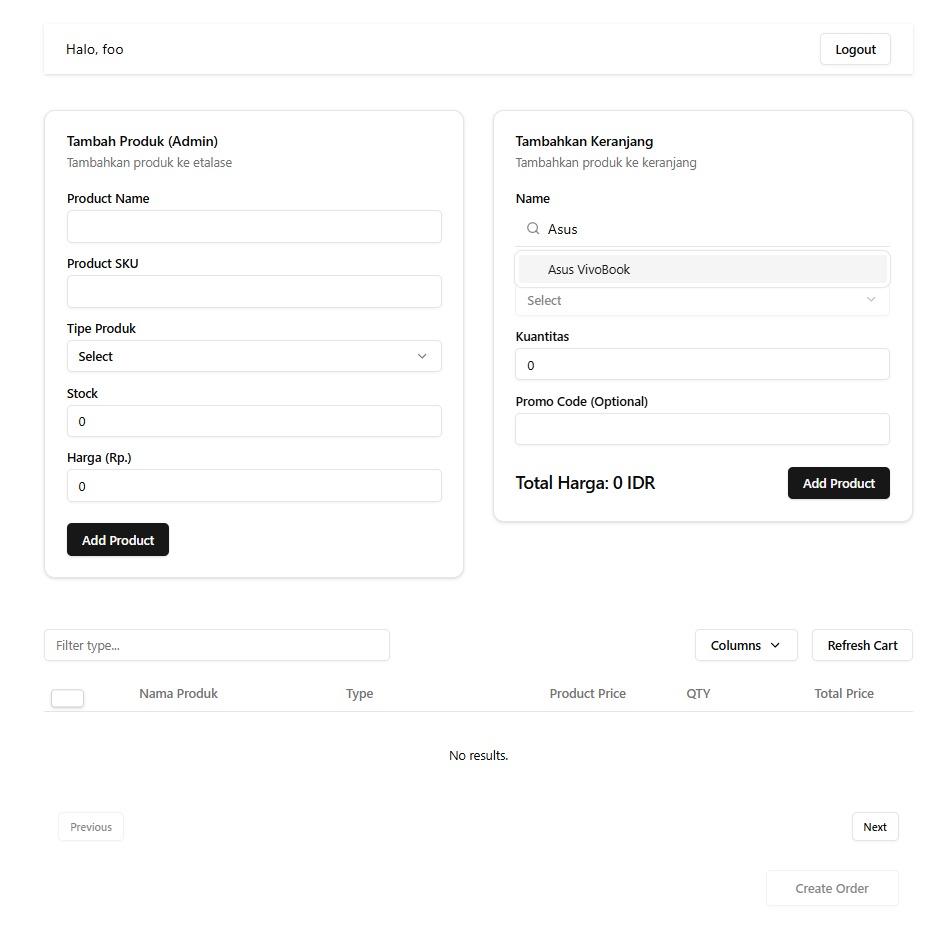 Halo, foo
Logout
Tambah Produk (Admin)
Tambahkan produk ke etalase
Product Name
Product SKU
Tipe Produk
Select
Stock
0
Harga (Rp.)
0
Add Product
Tambahkan Keranjang
Tambahkan produk ke keranjang
Name
Asus
Asus VivoBook
Select
Kuantitas
0
Promo Code (Optional)
Total Harga: 0 IDR
Add Product
Filter type...
Columns
Refresh Cart
Nama Produk Type Product Price QTY Total Price
No results.
Previous
Next
Create Order